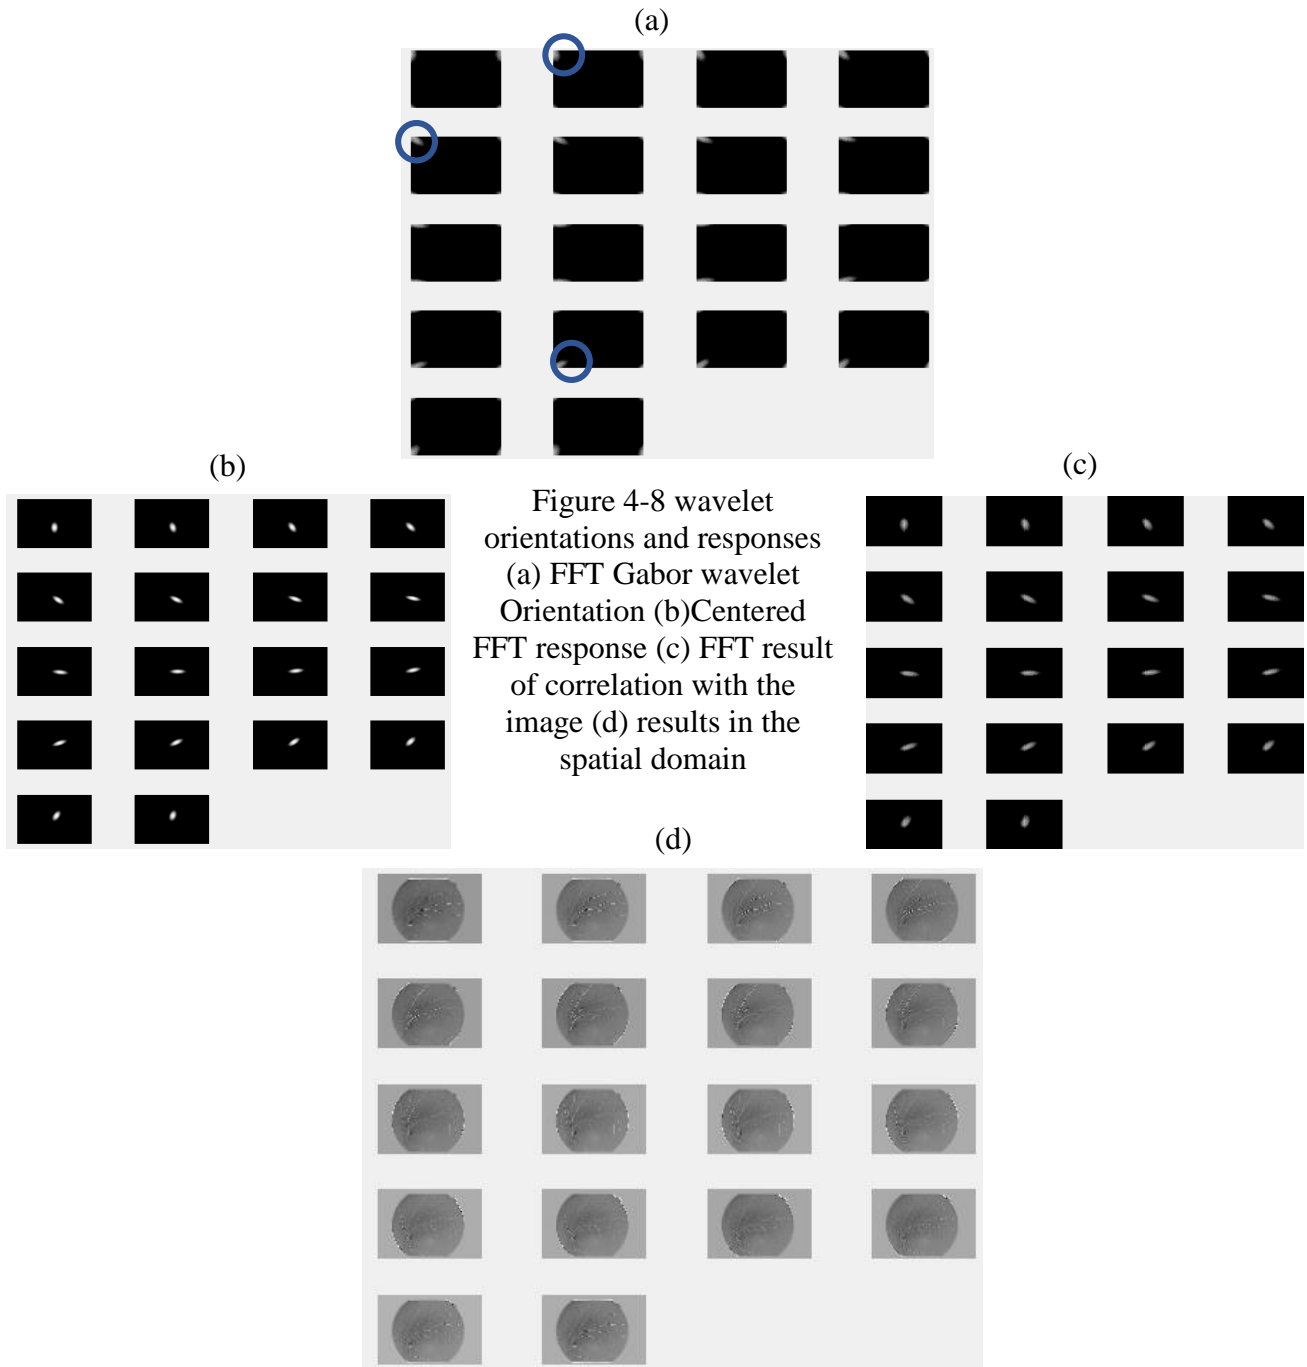 (a)
(b)
(c)
Figure 4-8 wavelet
orientations and responses
(a) FFT Gabor wavelet
Orientation (b)Centered
FFT response (c) FFT result
of correlation with the
image (d) results in the
spatial domain
(d)